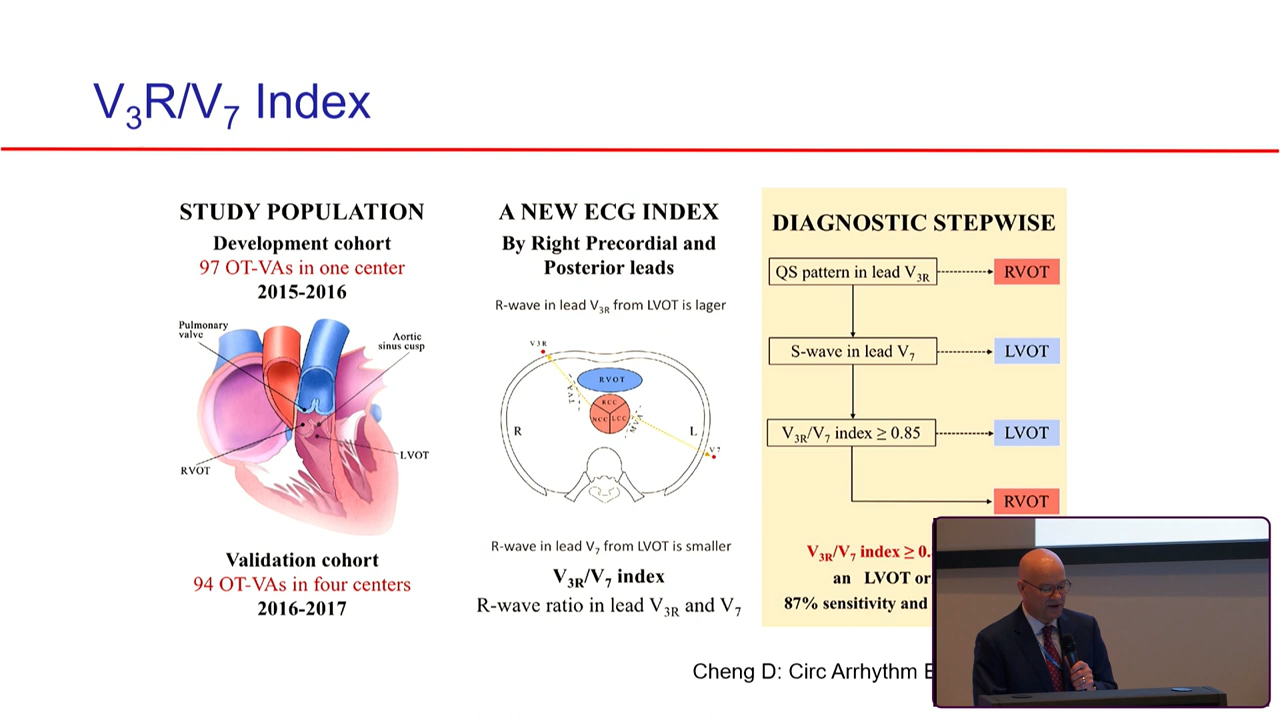 V3R/V7 Index
STUDY POPULATION
Development cohort
97 OT-VAs in one center
2015-2016
Pulmonary
valve
Aortic
sinus cusp
RVOT
LVOT
Validation cohort
94 OT-VAs in four centers
2016-2017
A NEW ECG INDEX
By Right Precordial and
Posterior leads
R-wave in lead V3R from LVOT is lager
V3R
RVOT
RCC
NCC LCC
R
L
V7
R-wave in lead V7 from LVOT is smaller
V3R/V7 index
R-wave ratio in lead V3R and V7
DIAGNOSTIC STEPWISE
QS pattern in lead V3R
RVOT
S-wave in lead V7
LVOT
V3R/V7 index ≥ 0.85
LVOT
RVOT
V3R/V7 index ≥ 0.
an LVOT or
87% sensitivity and
Cheng D: Circ Arrhythm